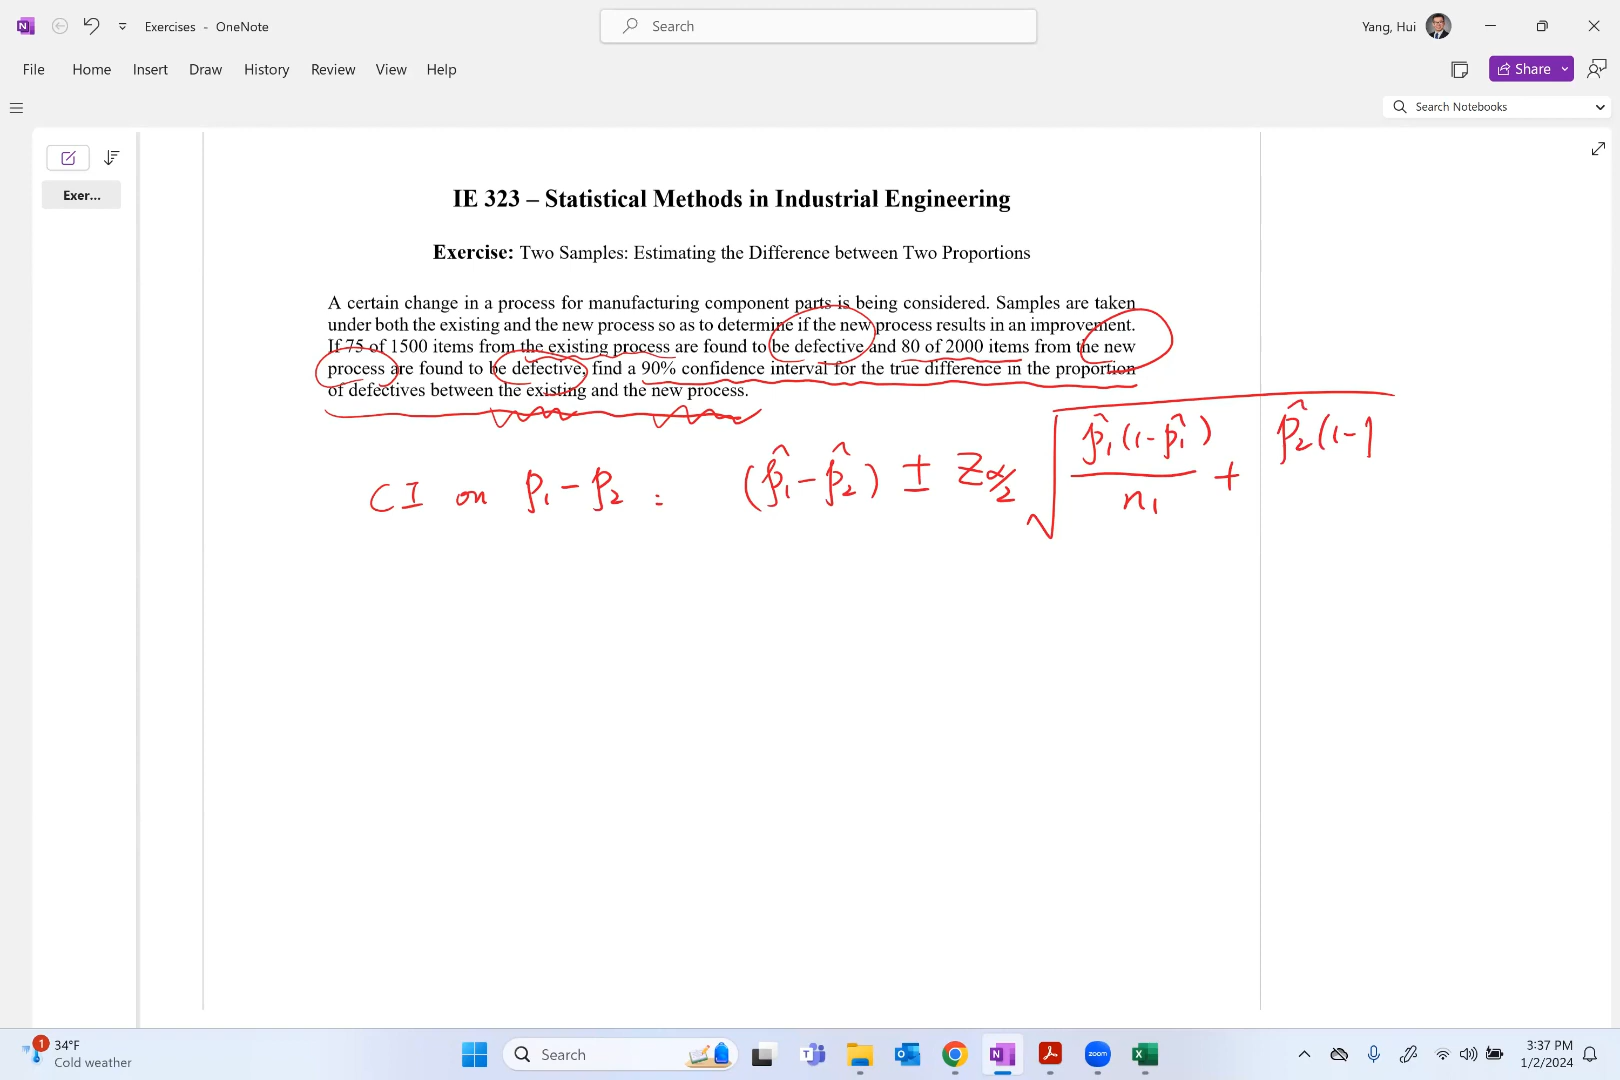 Exercises - OneNote
Search
Yang, Hui
File Home Insert Draw History Review View Help
Share
Search Notebooks
Exer...
IE 323 – Statistical Methods in Industrial Engineering
Exercise: Two Samples: Estimating the Difference between Two Proportions
A certain change in a process for manufacturing component parts is being considered. Samples are taken
under both the existing and the new process so as to determine if the new process results in an improvement.
If 75 of 1500 items from the existing process are found to be defective and 80 of 2000 items from the new
process are found to be defective, find a 90% confidence interval for the true difference in the proportion
of defectives between the existing and the new process.
CI on p₁ - p₂ : (p̂₁ - p̂₂) ± Z α/2 √ p̂₁(1-p̂₁) / n₁ + p̂₂(1-
1
34°F
Cold weather
Search
zoom
3:37 PM
1/2/2024